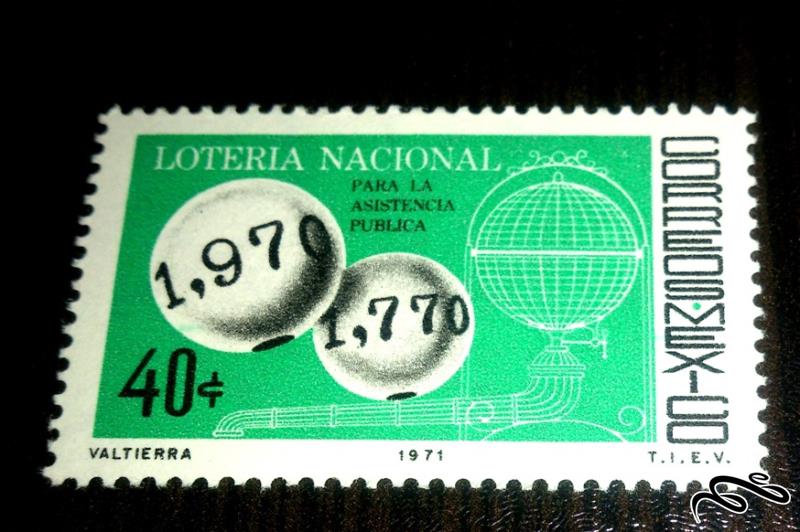 LOTERIA NACIONAL
PARA LA
ASISTENCIA
PUBLICA
1,970
1,770
40¢
CORREOS.MEXICO
VALTIERRA
1971
T.I.E.V.